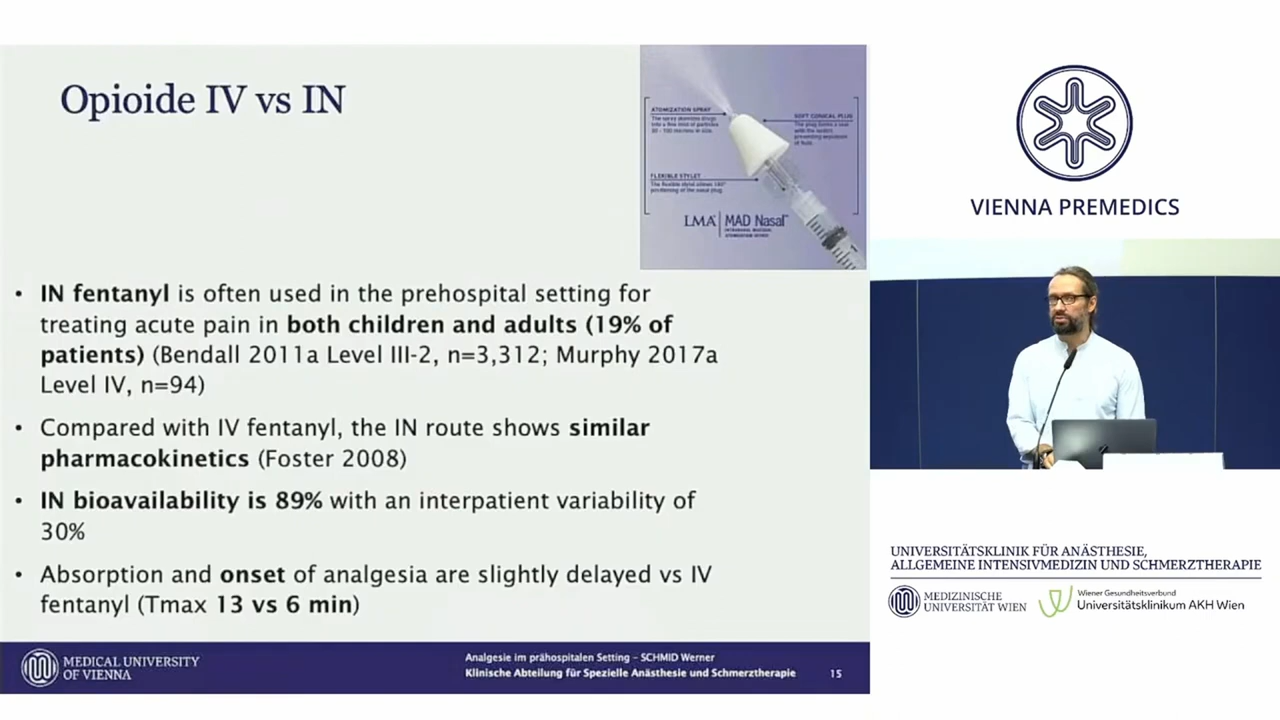 Opioide IV vs IN
ATOMIZATION SPRAY
SOFT CONICAL PLUG
FLEXIBLE STYLET
LMA MAD Nasal™
• IN fentanyl is often used in the prehospital setting for
treating acute pain in both children and adults (19% of
patients) (Bendall 2011a Level III-2, n=3,312; Murphy 2017a
Level IV, n=94)
• Compared with IV fentanyl, the IN route shows similar
pharmacokinetics (Foster 2008)
• IN bioavailability is 89% with an interpatient variability of
30%
• Absorption and onset of analgesia are slightly delayed vs IV
fentanyl (Tmax 13 vs 6 min)
MEDICAL UNIVERSITY
OF VIENNA
Analgesie im prähospitalen Setting – SCHMID Werner
Klinische Abteilung für Spezielle Anästhesie und Schmerztherapie
15
VIENNA PREMEDICS
UNIVERSITÄTSKLINIK FÜR ANÄSTHESIE,
ALLGEMEINE INTENSIVMEDIZIN UND SCHMERZTHERAPIE
MEDIZINISCHE
UNIVERSITÄT WIEN
Wiener Gesundheitsverbund
Universitätsklinikum AKH Wien